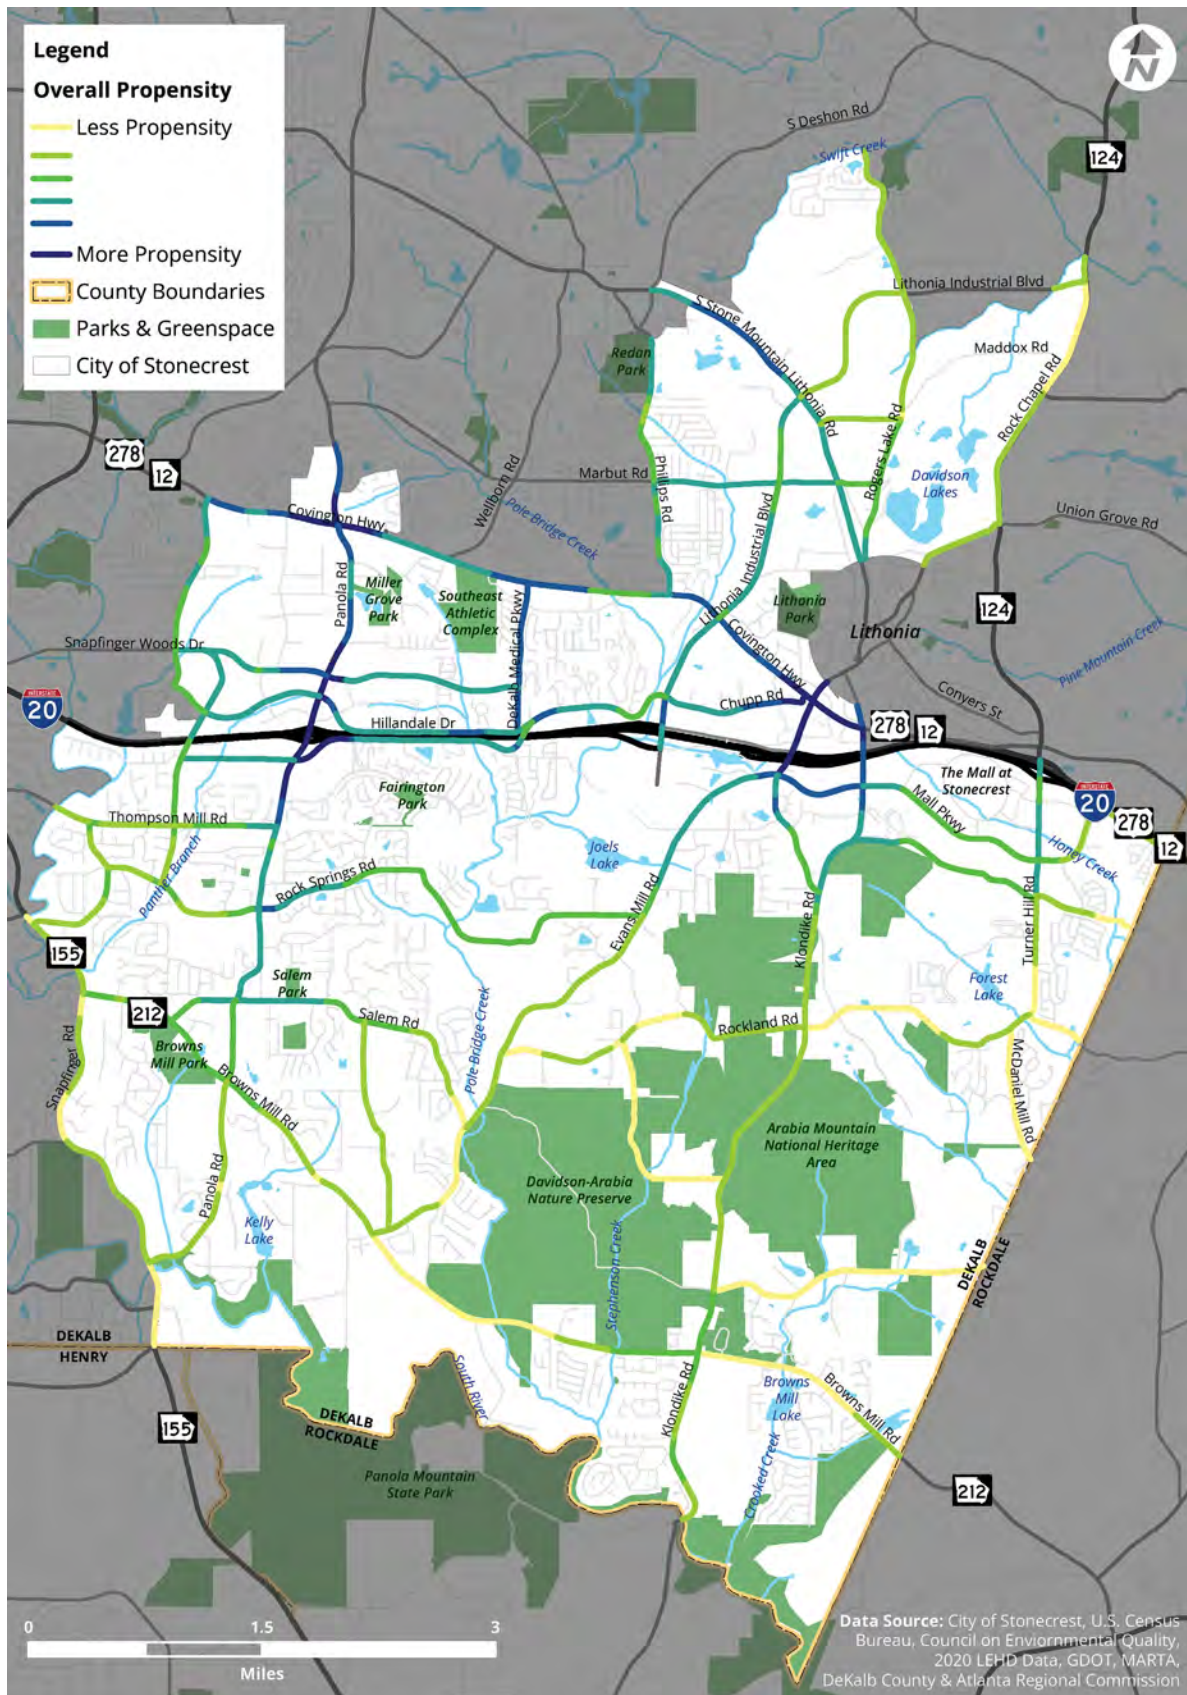 Legend
Overall Propensity
Less Propensity
More Propensity
County Boundaries
Parks & Greenspace
City of Stonecrest
N
S Deshon Rd
Swift Creek
124
Lithonia Industrial Blvd
S Stone Mountain Lithonia Rd
Maddox Rd
Redan
Park
Rock Chapel Rd
Rogers Lake Rd
278
12
Wellborn Rd
Marbut Rd
Phillips Rd
Davidson
Lakes
Covington Hwy
Pole Bridge Creek
Lithonia Industrial Blvd
Union Grove Rd
Panola Rd
Miller
Grove
Park
Southeast
Athletic
Complex
DeKalb Medical Pkwy
Lithonia
Park
124
Lithonia
Snapfinger Woods Dr
Covington Hwy
Pine Mountain Creek
INTERSTATE
20
Hillandale Dr
Chupp Rd
Conyers St
278
12
The Mall at
Stonecrest
Fairington
Park
INTERSTATE
20
278
12
Thompson Mill Rd
Mall Pkwy
Panther Branch
Joels
Lake
Honey Creek
Rock Springs Rd
Evans Mill Rd
Klondike Rd
Turner Hill Rd
155
Salem
Park
Forest
Lake
212
Salem Rd
Rockland Rd
Snapfinger Rd
Browns
Mill Park
Pole Bridge Creek
McDaniel Mill Rd
Browns Mill Rd
Arabia Mountain
National Heritage
Area
Panola Rd
Davidson-Arabia
Nature Preserve
Kelly
Lake
Stephenson Creek
DEKALB
ROCKDALE
DEKALB
HENRY
South River
Klondike Rd
Browns
Mill
Lake
Browns Mill Rd
DEKALB
ROCKDALE
155
Panola Mountain
State Park
Crooked Creek
212
0 1.5 3
Miles
Data Source: City of Stonecrest, U.S. Census
Bureau, Council on Enviornmental Quality,
2020 LEHD Data, GDOT, MARTA,
DeKalb County & Atlanta Regional Commission